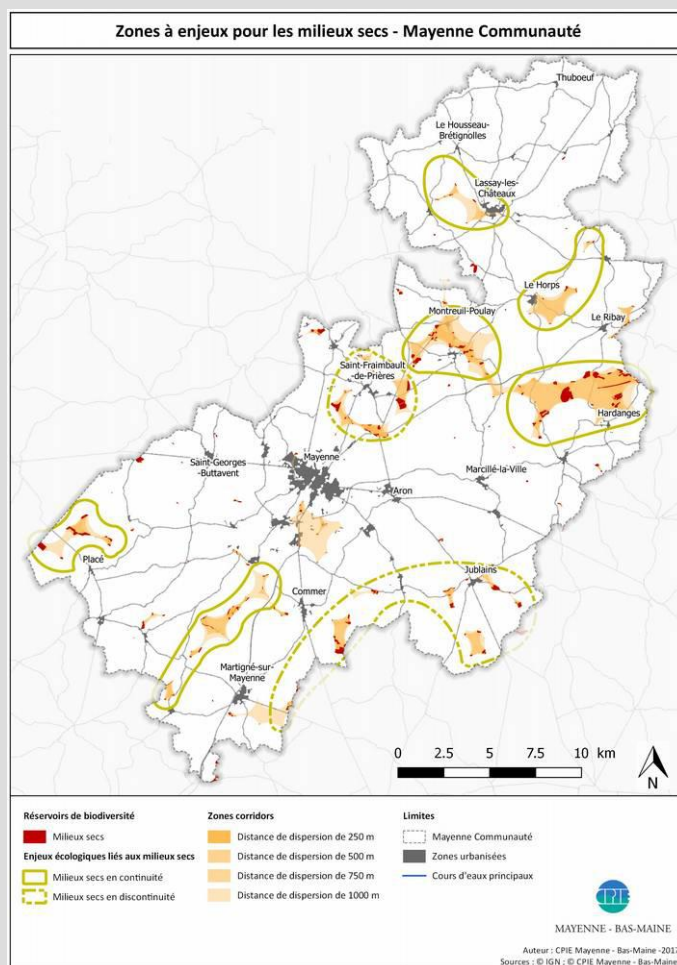 Zones à enjeux pour les milieux secs - Mayenne Communauté
Thuboeuf
Le Housseau-
Brétignolles
Lassay-les-
Châteaux
Le Horps
Montreuil-Poulay
Le Ribay
Saint-Fraimbault
-de-Prières
Hardanges
Mayenne
Saint-Georges
-Buttavent
Marcillé-la-Ville
Aron
Placé
Jublains
Commer
Martigné-sur-
Mayenne
0 2.5 5 7.5 10 km
N
Réservoirs de biodiversité
Milieux secs
Enjeux écologiques liés aux milieux secs
Milieux secs en continuité
Milieux secs en discontinuité
Zones corridors
Distance de dispersion de 250 m
Distance de dispersion de 500 m
Distance de dispersion de 750 m
Distance de dispersion de 1000 m
Limites
Mayenne Communauté
Zones urbanisées
Cours d'eaux principaux
CPIE
MAYENNE - BAS-MAINE
Auteur : CPIE Mayenne - Bas-Maine -2017
Sources : © IGN ; © CPIE Mayenne - Bas-Maine